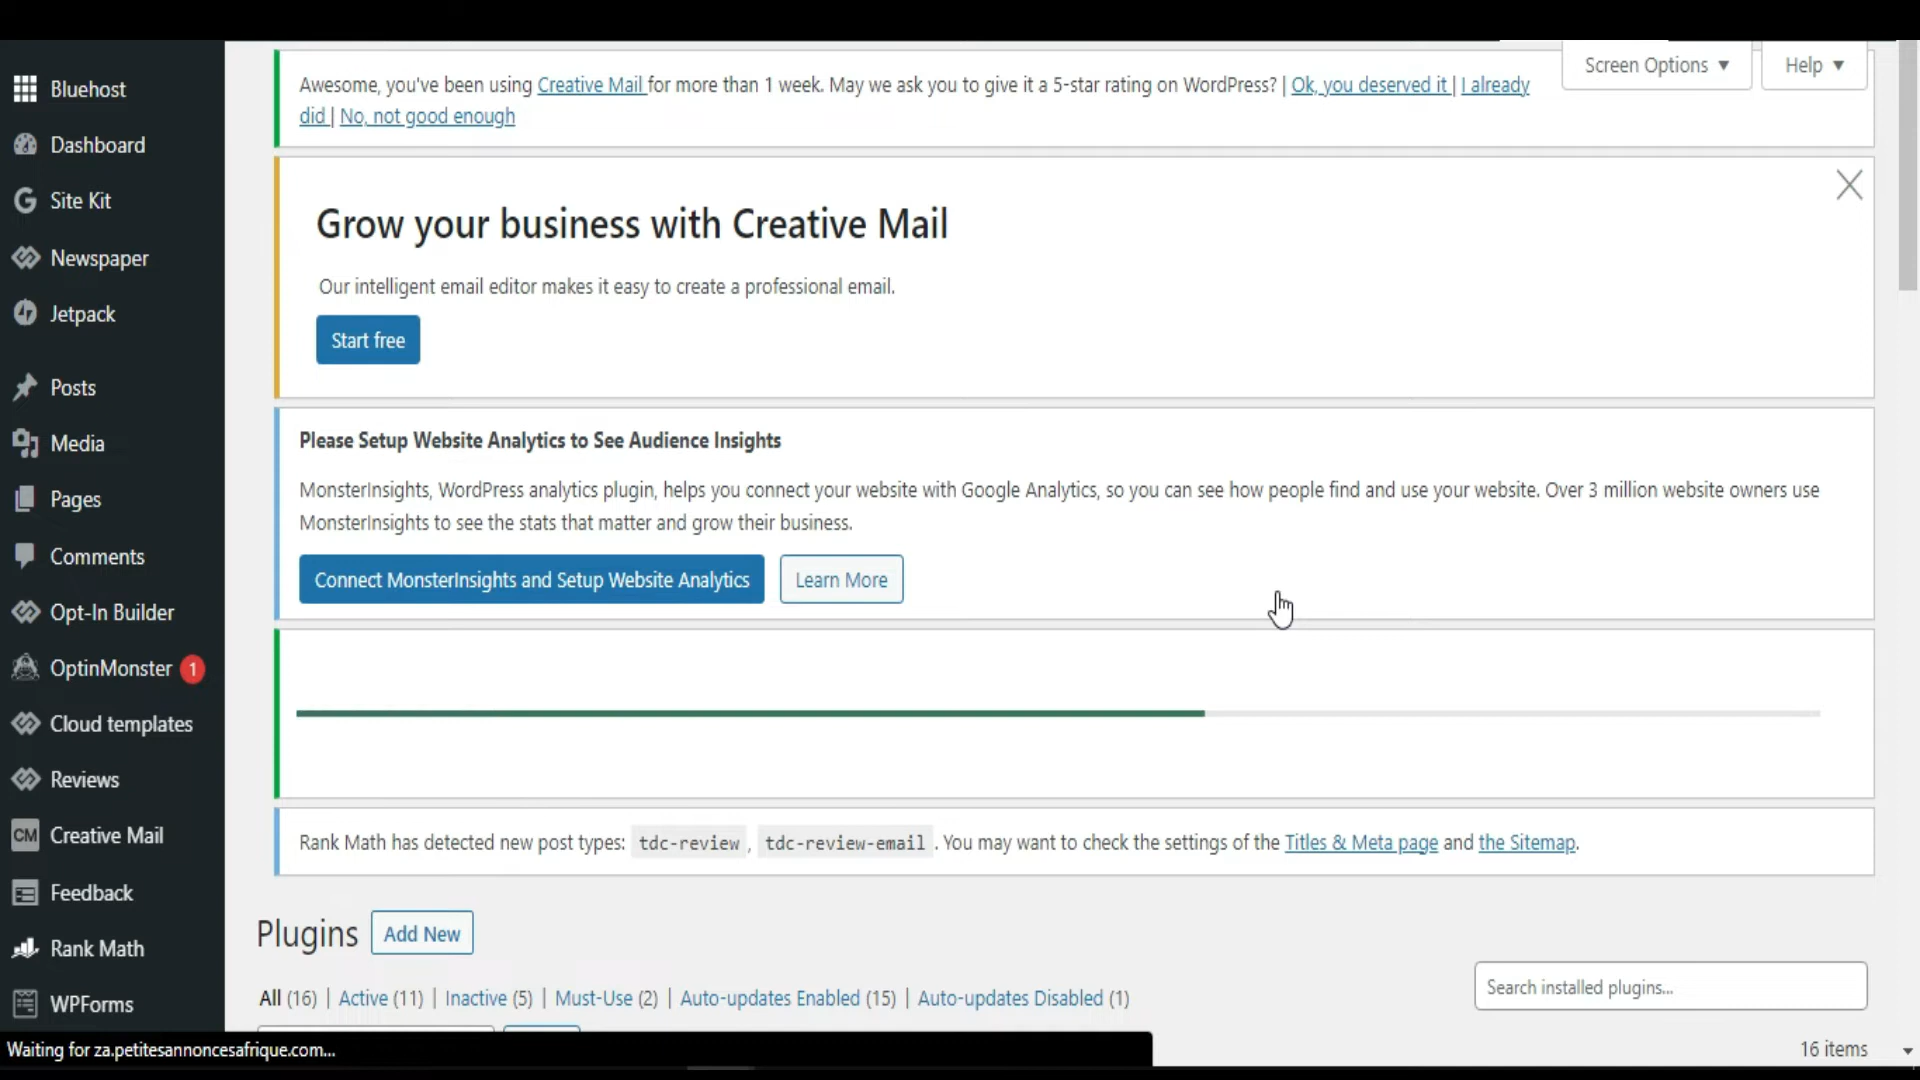 Bluehost
Dashboard
Site Kit
Newspaper
Jetpack
Posts
Media
Pages
Comments
Opt-In Builder
OptinMonster 1
Cloud templates
Reviews
CM Creative Mail
Feedback
Rank Math
WPForms
Screen Options ▼
Help ▼
Awesome, you've been using Creative Mail for more than 1 week. May we ask you to give it a 5-star rating on WordPress? | Ok, you deserved it | I already
did | No, not good enough
Grow your business with Creative Mail
Our intelligent email editor makes it easy to create a professional email.
Start free
Please Setup Website Analytics to See Audience Insights
MonsterInsights, WordPress analytics plugin, helps you connect your website with Google Analytics, so you can see how people find and use your website. Over 3 million website owners use
MonsterInsights to see the stats that matter and grow their business.
Connect MonsterInsights and Setup Website Analytics
Learn More
Rank Math has detected new post types: tdc-review , tdc-review-email . You may want to check the settings of the Titles & Meta page and the Sitemap.
Plugins Add New
All (16) | Active (11) | Inactive (5) | Must-Use (2) | Auto-updates Enabled (15) | Auto-updates Disabled (1)
Search installed plugins...
16 items
Waiting for za.petitesannoncesafrique.com...